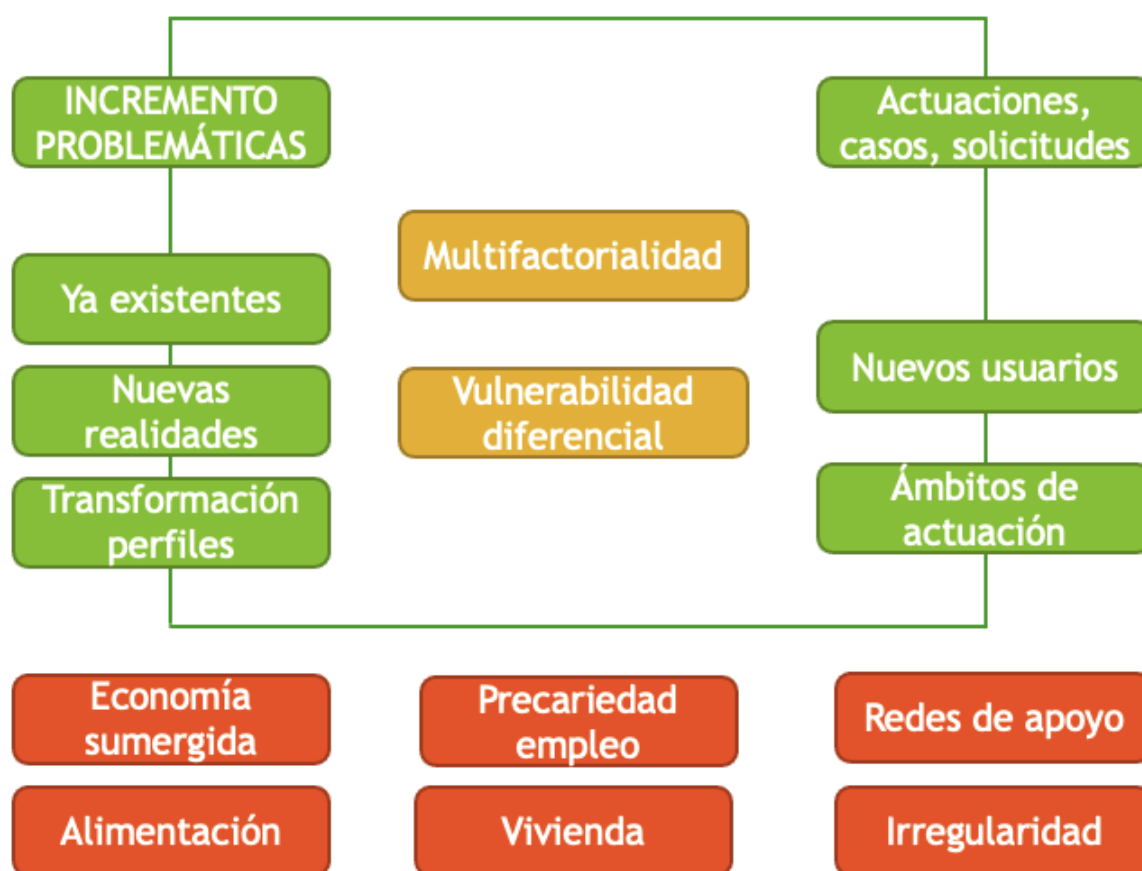 INCREMENTO
PROBLEMÁTICAS
Actuaciones,
casos, solicitudes
Multifactorialidad
Ya existentes
Nuevos usuarios
Nuevas
realidades
Vulnerabilidad
diferencial
Transformación
perfiles
Ámbitos de
actuación
Economía
sumergida
Precariedad
empleo
Redes de apoyo
Alimentación
Vivienda
Irregularidad